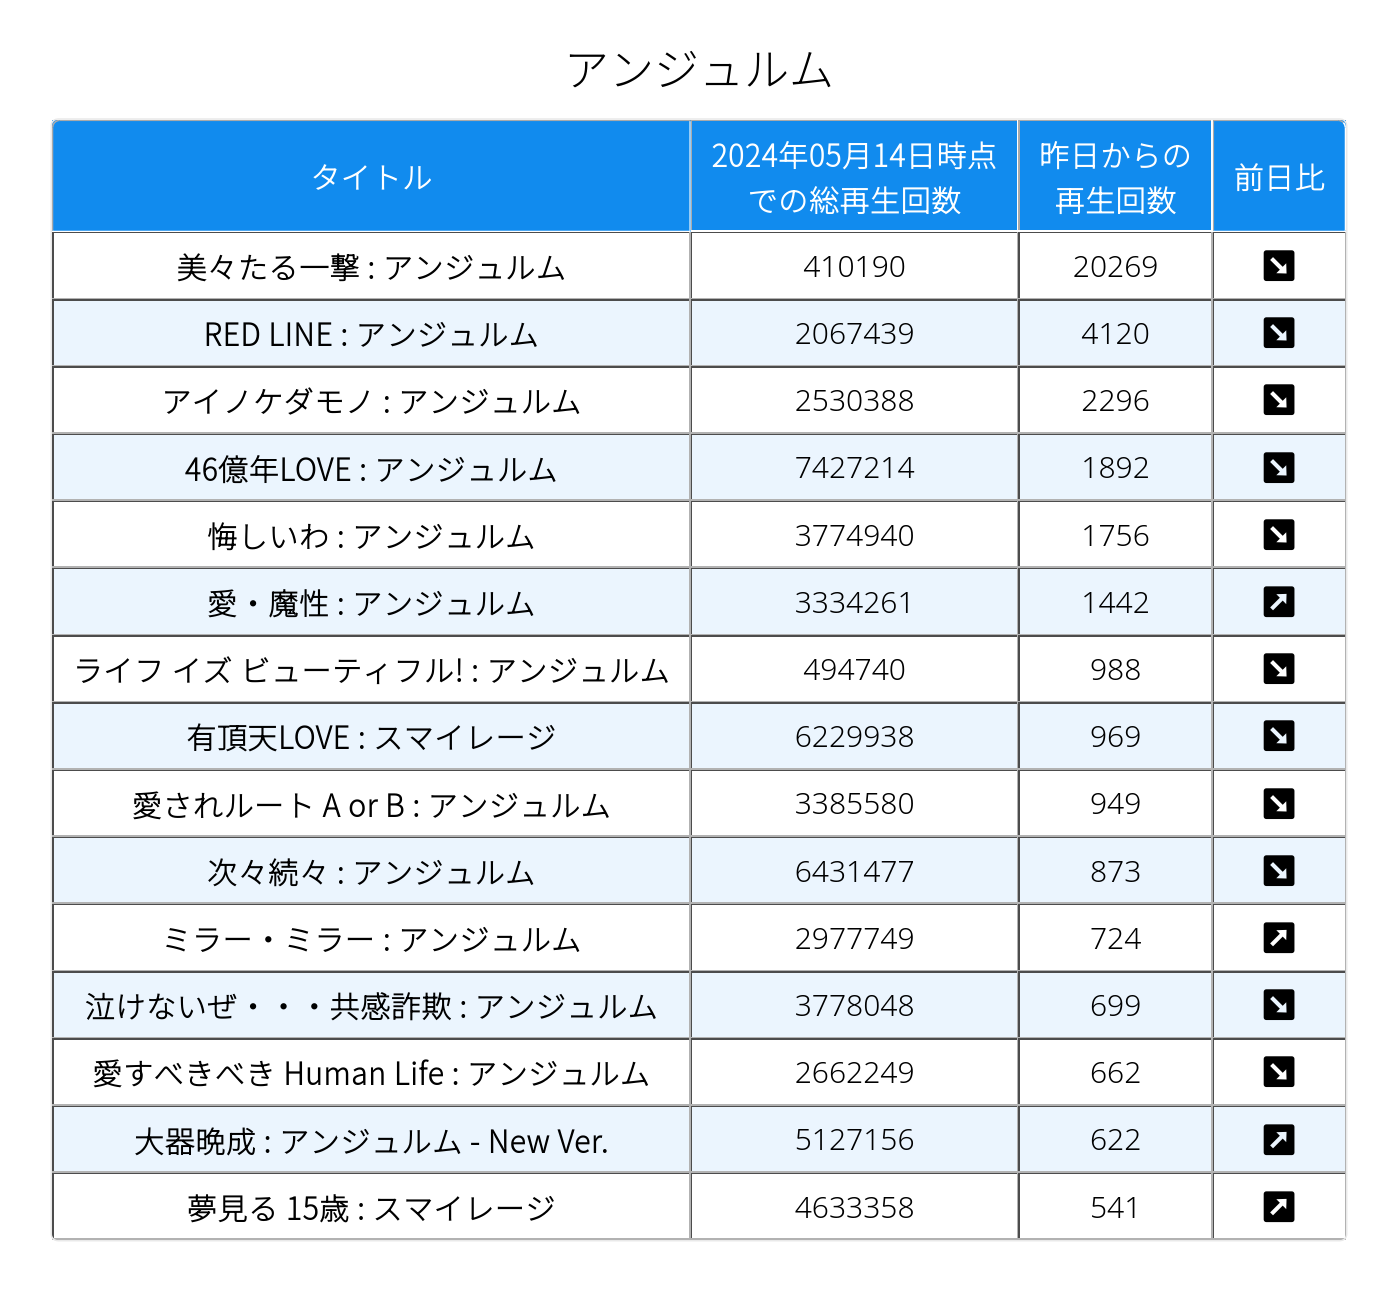 アンジュルム
タイトル 2024年05月14日時点での総再生回数 昨日からの再生回数 前日比
美々たる一撃 : アンジュルム 410190 20269 ↘
RED LINE : アンジュルム 2067439 4120 ↘
アイノケダモノ : アンジュルム 2530388 2296 ↘
46億年LOVE : アンジュルム 7427214 1892 ↘
悔しいわ : アンジュルム 3774940 1756 ↘
愛・魔性 : アンジュルム 3334261 1442 ↗
ライフ イズ ビューティフル! : アンジュルム 494740 988 ↘
有頂天LOVE : スマイレージ 6229938 969 ↘
愛されルート A or B : アンジュルム 3385580 949 ↘
次々続々 : アンジュルム 6431477 873 ↘
ミラー・ミラー : アンジュルム 2977749 724 ↗
泣けないぜ・・・共感詐欺 : アンジュルム 3778048 699 ↘
愛すべきべき Human Life : アンジュルム 2662249 662 ↘
大器晩成 : アンジュルム - New Ver. 5127156 622 ↗
夢見る 15歳 : スマイレージ 4633358 541 ↗